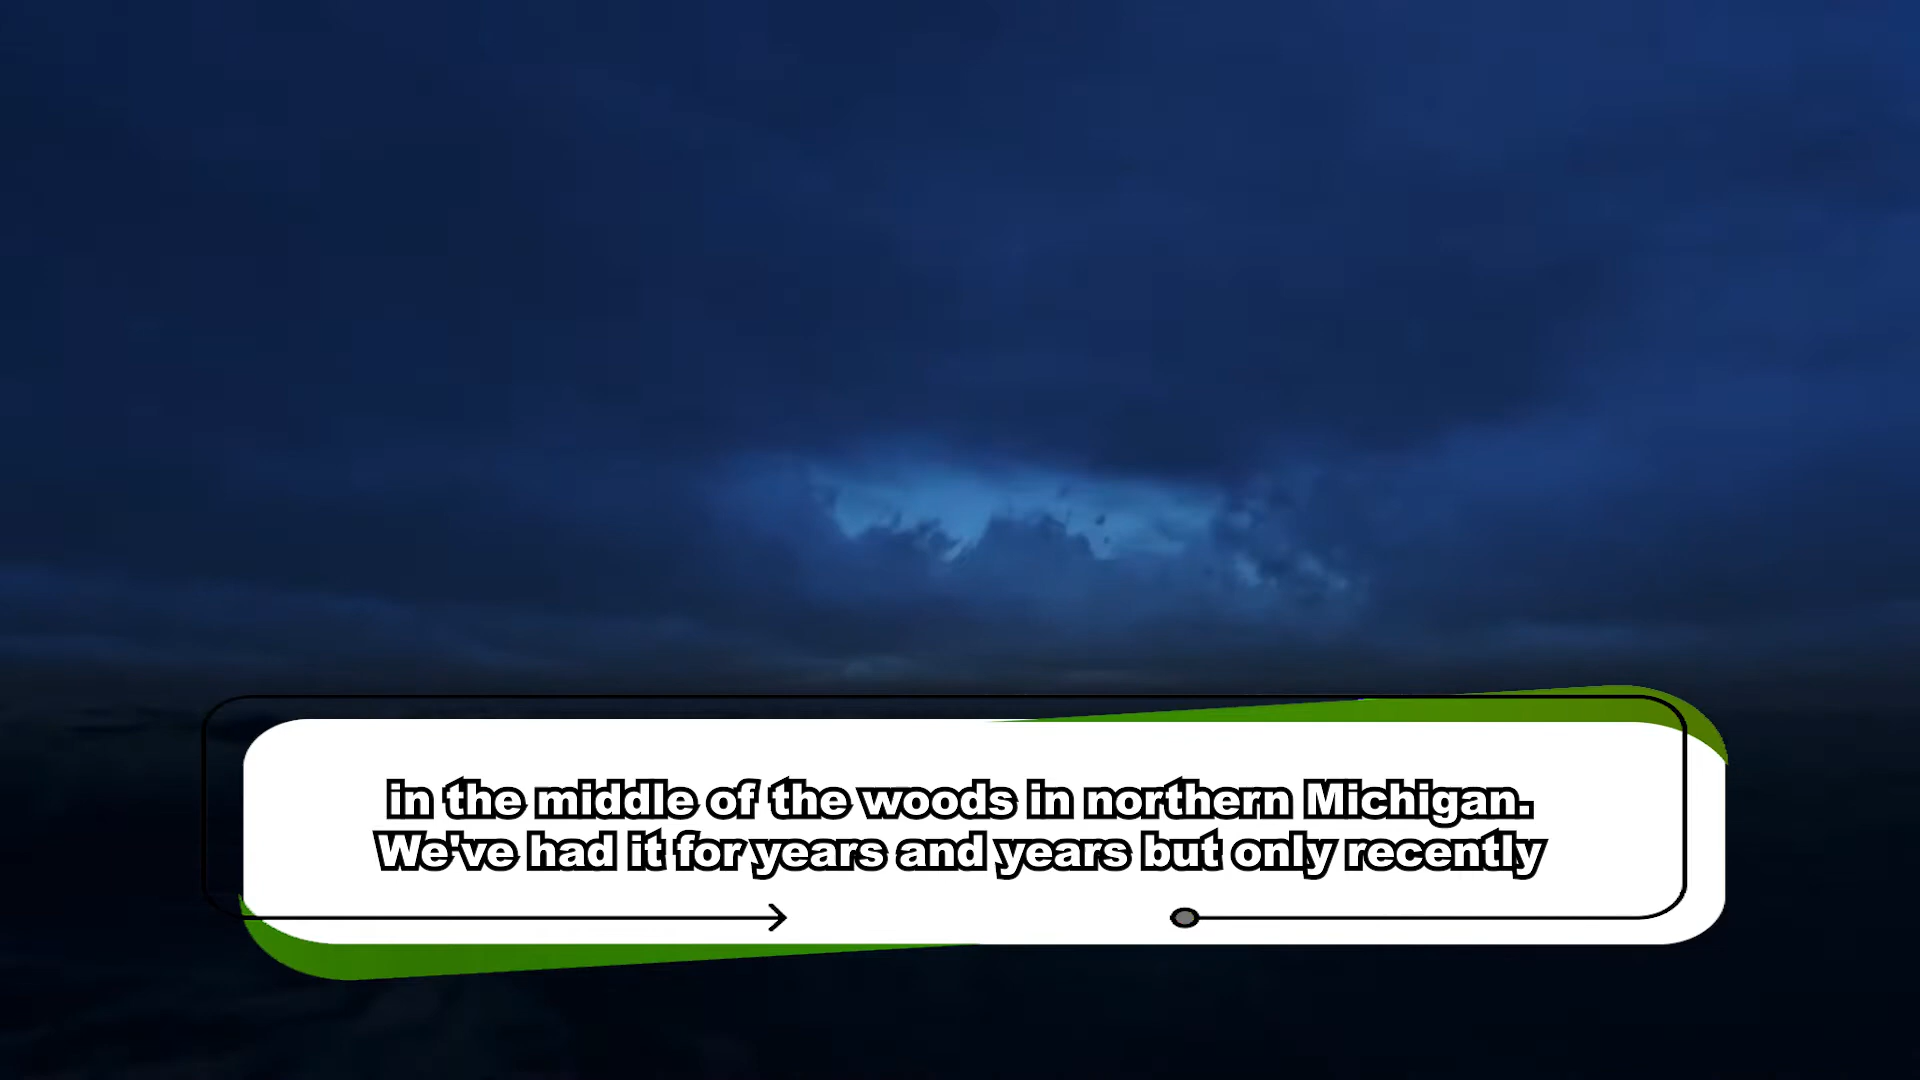 in the middle of the woods in northern Michigan.
We've had it for years and years but only recently